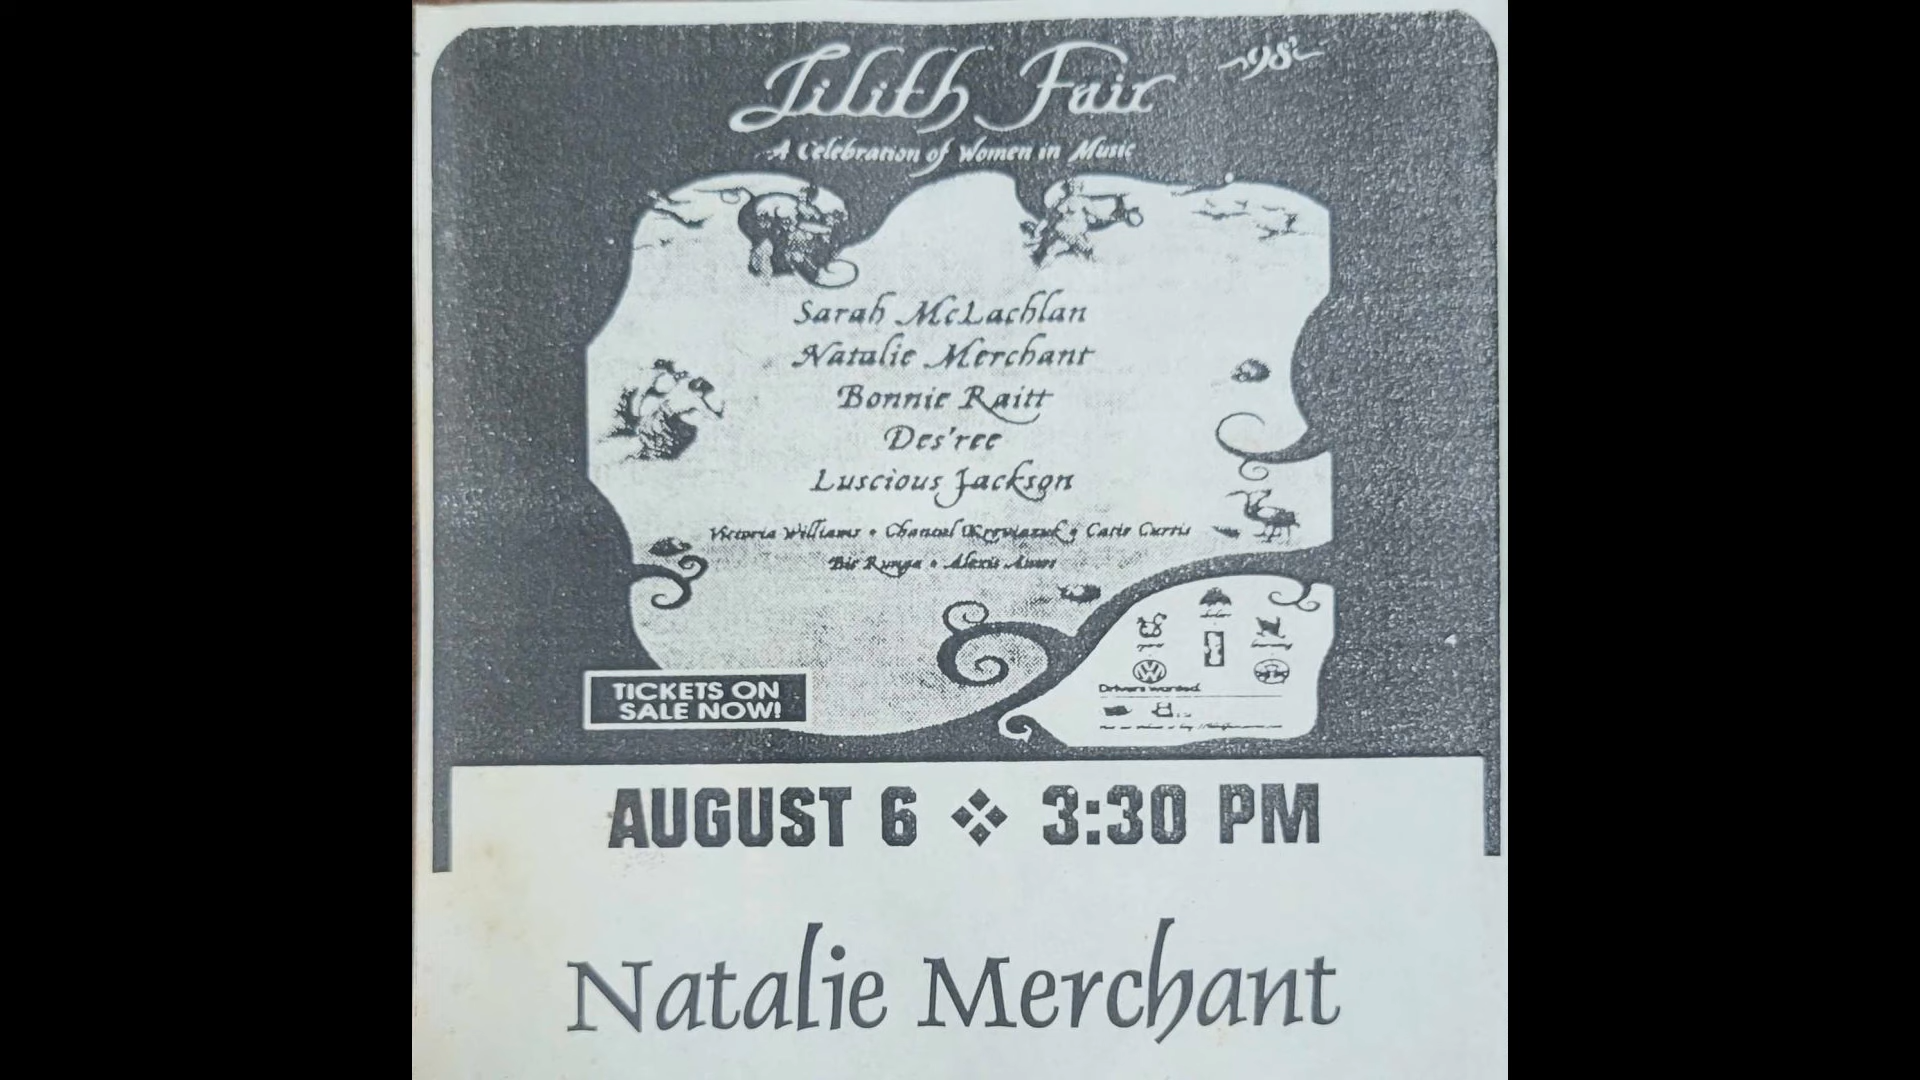 Lilith Fair ~98~
A Celebration of Women in Music
Sarah McLachlan
Natalie Merchant
Bonnie Raitt
Des'ree
Luscious Jackson
Victoria Williams • Chantal Kreviazuk • Catie Curtis
Bic Runga •
TICKETS ON
SALE NOW!
Drivers wanted.
AUGUST 6 ❖ 3:30 PM
Natalie Merchant